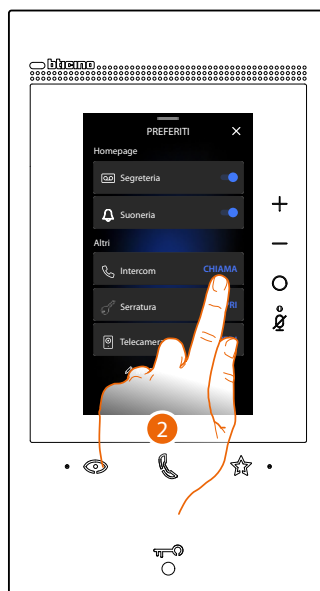 bticino
PREFERITI
Homepage
Segreteria
Suoneria
Altri
Intercom CHIAMA
Serratura
Telecamera
2